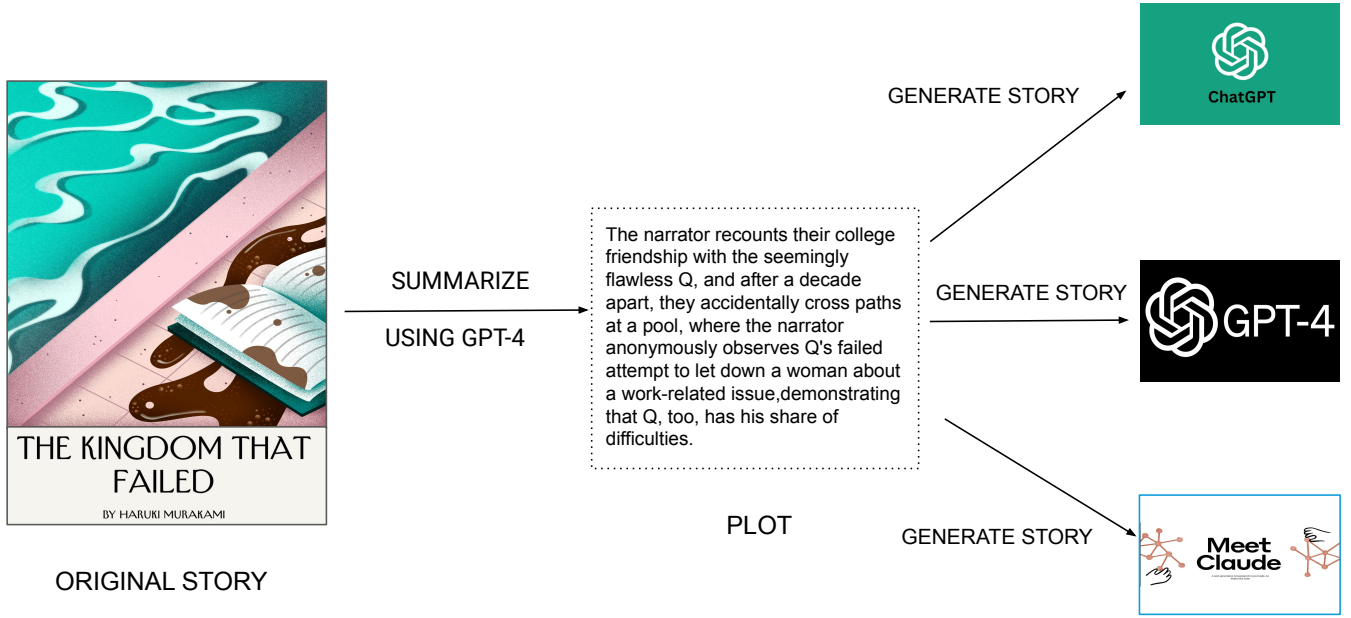 THE KINGDOM THAT
FAILED
BY HARUKI MURAKAMI
ORIGINAL STORY
SUMMARIZE
USING GPT-4
The narrator recounts their college
friendship with the seemingly
flawless Q, and after a decade
apart, they accidentally cross paths
at a pool, where the narrator
anonymously observes Q's failed
attempt to let down a woman about
a work-related issue,demonstrating
that Q, too, has his share of
difficulties.
PLOT
GENERATE STORY
ChatGPT
GENERATE STORY
GPT-4
GENERATE STORY
Meet
Claude